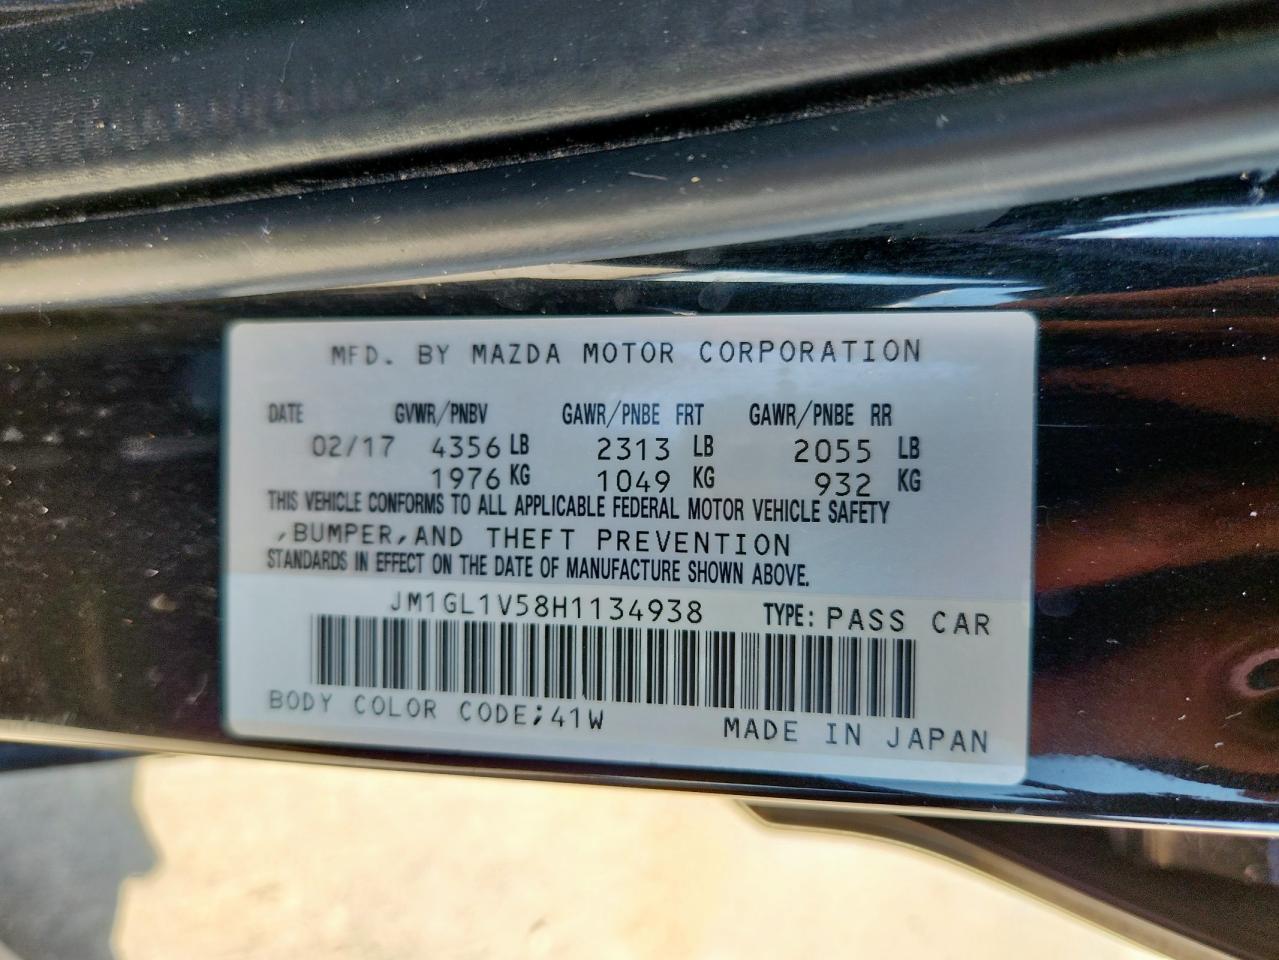 MFD. BY MAZDA MOTOR CORPORATION
DATE GVWR/PNBV GAWR/PNBE FRT GAWR/PNBE RR
02/17 4356 LB 2313 LB 2055 LB
1976 KG 1049 KG 932 KG
THIS VEHICLE CONFORMS TO ALL APPLICABLE FEDERAL MOTOR VEHICLE SAFETY
,BUMPER,AND THEFT PREVENTION
STANDARDS IN EFFECT ON THE DATE OF MANUFACTURE SHOWN ABOVE.
JM1GL1V58H1134938 TYPE: PASS CAR
BODY COLOR CODE;41W MADE IN JAPAN